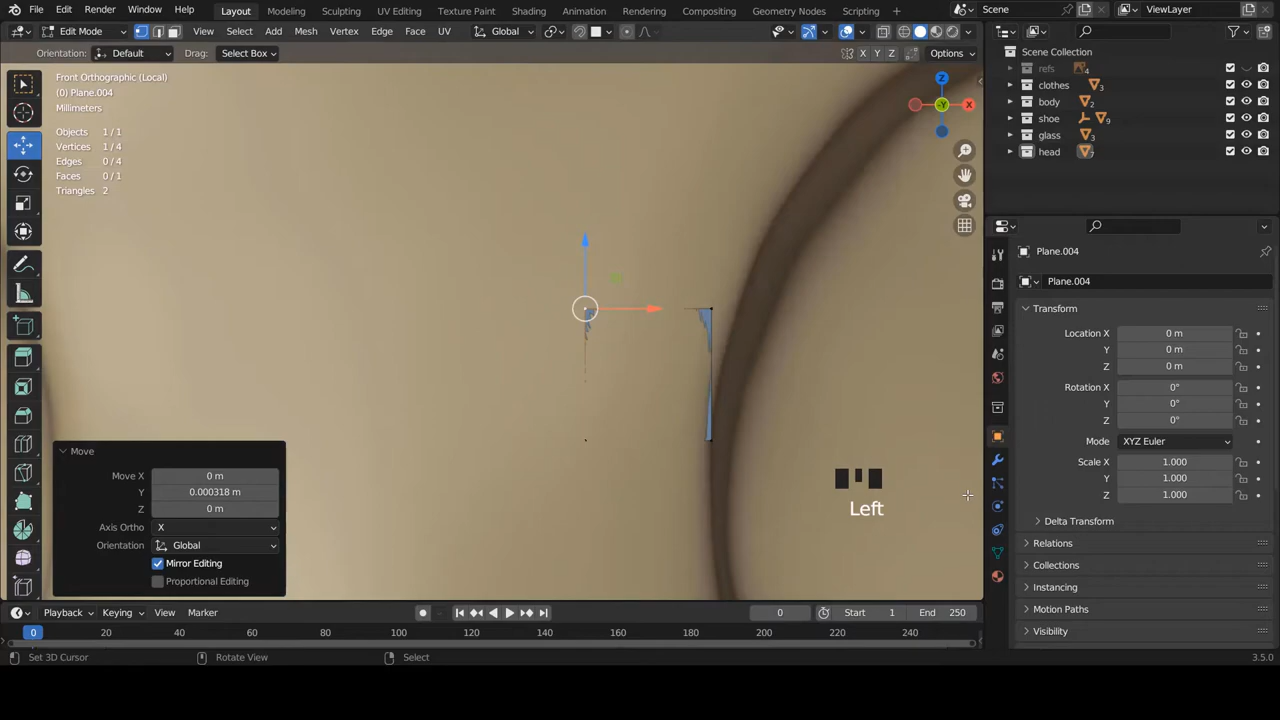 File Edit Render Window Help
Layout Modeling Sculpting UV Editing Texture Paint Shading Animation Rendering Compositing Geometry Nodes Scripting +
Scene
ViewLayer
Edit Mode View Select Add Mesh Vertex Edge Face UV
Global
Orientation: Default Drag: Select Box
X Y Z Options
Front Orthographic (Local)
(0) Plane.004
Millimeters
Objects 1 / 1
Vertices 1 / 4
Edges 0 / 4
Faces 0 / 1
Triangles 2
Z
-Y
X
Scene Collection
refs 4
clothes 3
body 2
shoe 9
glass 3
head 7
Plane.004
Plane.004
Transform
Location X 0 m
Y 0 m
Z 0 m
Rotation X 0°
Y 0°
Z 0°
Mode XYZ Euler
Scale X 1.000
Y 1.000
Z 1.000
Delta Transform
Relations
Collections
Instancing
Motion Paths
Visibility
Move
Move X 0 m
Y 0.000318 m
Z 0 m
Axis Ortho X
Orientation Global
Mirror Editing
Proportional Editing
Left
Playback Keying View Marker
0 Start 1 End 250
0 20 40 60 80 100 120 140 160 180 200 220 240
Set 3D Cursor Rotate View Select 3.5.0